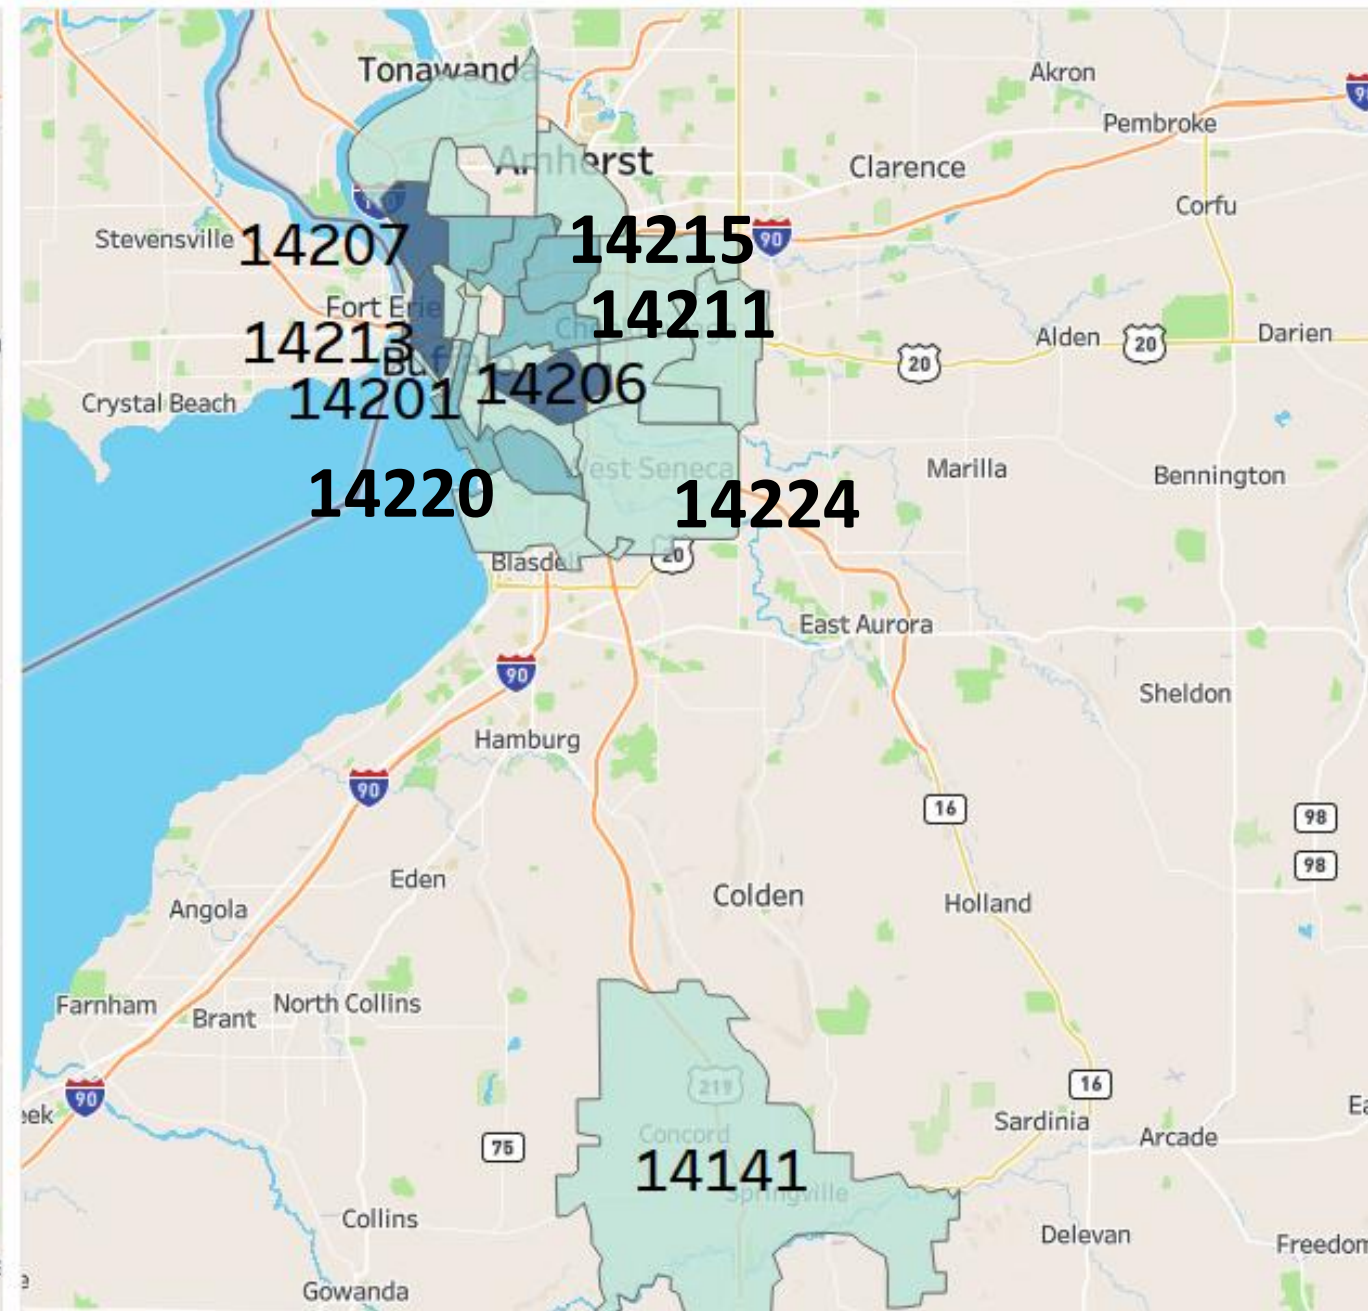 Tonawanda
Akron
90
Pembroke
Amherst
Clarence
Corfu
190
14207
Stevensville
14215
90
Fort Erie
14211
14213
Alden
20
Darien
20
14206
14201
Crystal Beach
West Seneca
Marilla
Bennington
14220
14224
Blasdell
20
East Aurora
90
Sheldon
Hamburg
90
16
98
98
Eden
Colden
Holland
Angola
Farnham
North Collins
Brant
219
16
90
eek
75
Sardinia
Concord
Arcade
14141
Springville
Collins
Delevan
Freedom
Gowanda